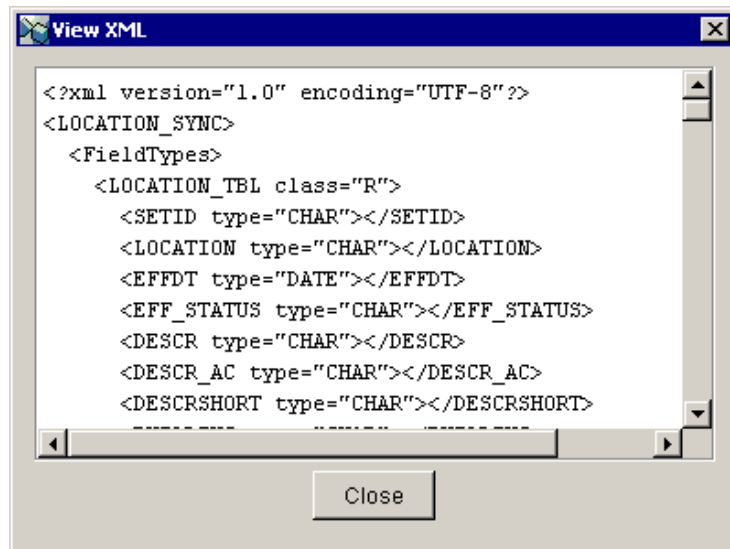 View XML
<?xml version="1.0" encoding="UTF-8"?>
<LOCATION_SYNC>
<FieldTypes>
<LOCATION_TBL class="R">
<SETID type="CHAR"></SETID>
<LOCATION type="CHAR"></LOCATION>
<EFFDT type="DATE"></EFFDT>
<EFF_STATUS type="CHAR"></EFF_STATUS>
<DESCR type="CHAR"></DESCR>
<DESCR_AC type="CHAR"></DESCR_AC>
<DESCRSHORT type="CHAR"></DESCRSHORT>
Close